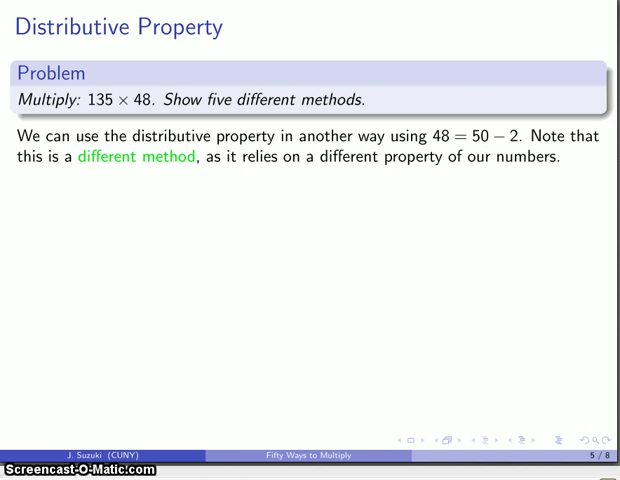 Distributive Property
Problem
Multiply: 135 × 48. Show five different methods.
We can use the distributive property in another way using 48 = 50 − 2. Note that
this is a different method, as it relies on a different property of our numbers.
J. Suzuki (CUNY)
Fifty Ways to Multiply
5 / 8
Screencast-O-Matic.com